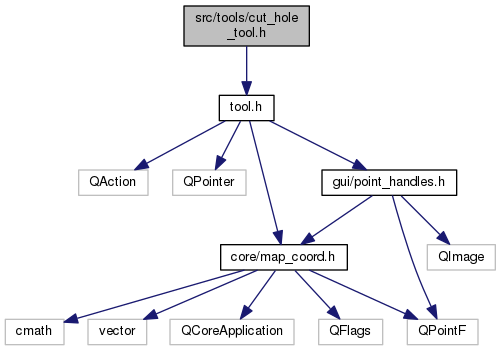 src/tools/cut_hole
_tool.h
tool.h
QAction
QPointer
gui/point_handles.h
core/map_coord.h
QImage
cmath
vector
QCoreApplication
QFlags
QPointF